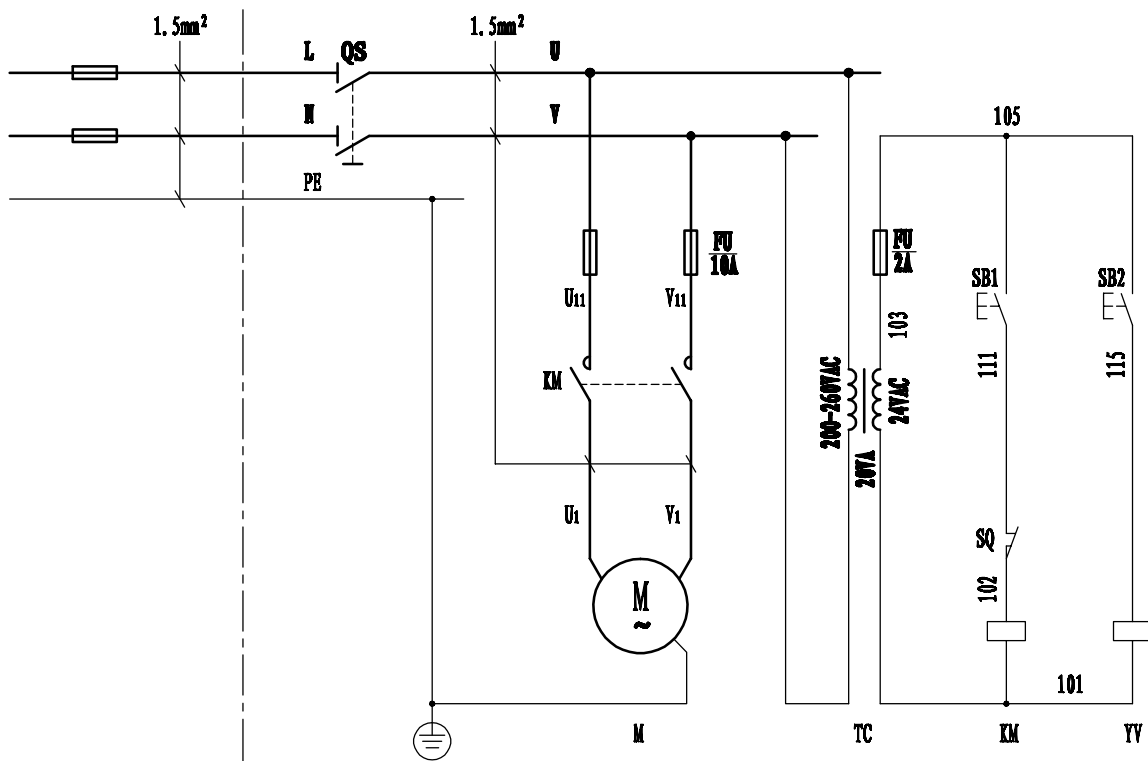 1.5mm²
1.5mm²
L
QS
U
N
V
PE
105
FU
10A
FU
2A
SB1
SB2
U11
V11
103
111
115
KM
200-260VAC
24VAC
20VA
U1
V1
SQ
102
M
~
101
M
TC
KM
YV